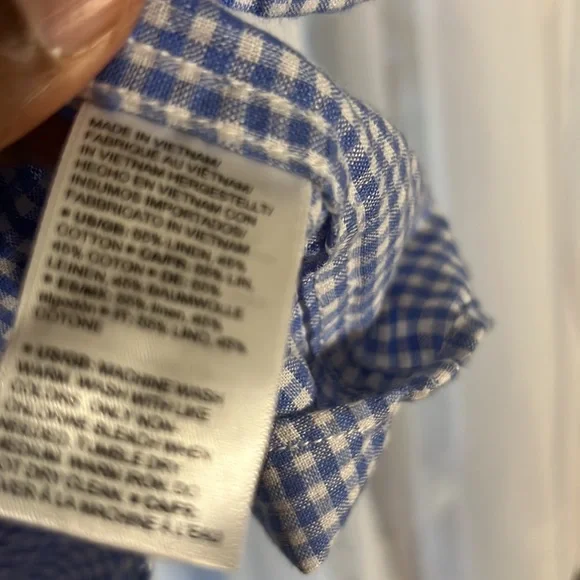 MADE IN VIETNAM/
FABRIQUÉ AU VIÊTNAM/
IN VIETNAM HERGESTELLT/
HECHO EN VIETNAM CON
INSUMOS IMPORTADOS/
FABRICATO IN VIETNAM
• US/GB: 55% LINEN, 45%
COTTON • CA/FR: 55% LIN,
45% COTON • DE: 55%
LEINEN, 45% BAUMWOLLE
• ES/MX: 55% lino, 45%
Algodón • IT: 55% LINO, 45%
COTONE
• US/GB: MACHINE WASH
WARM. WASH WITH LIKE
COLORS. ONLY NON
CHLORINE BLEACH WHEN
NEEDED. TUMBLE DRY
MEDIUM. WARM IRON. DO
NOT DRY CLEAN. • CA/FR:
LAVER À LA MACHINE À L'EAU